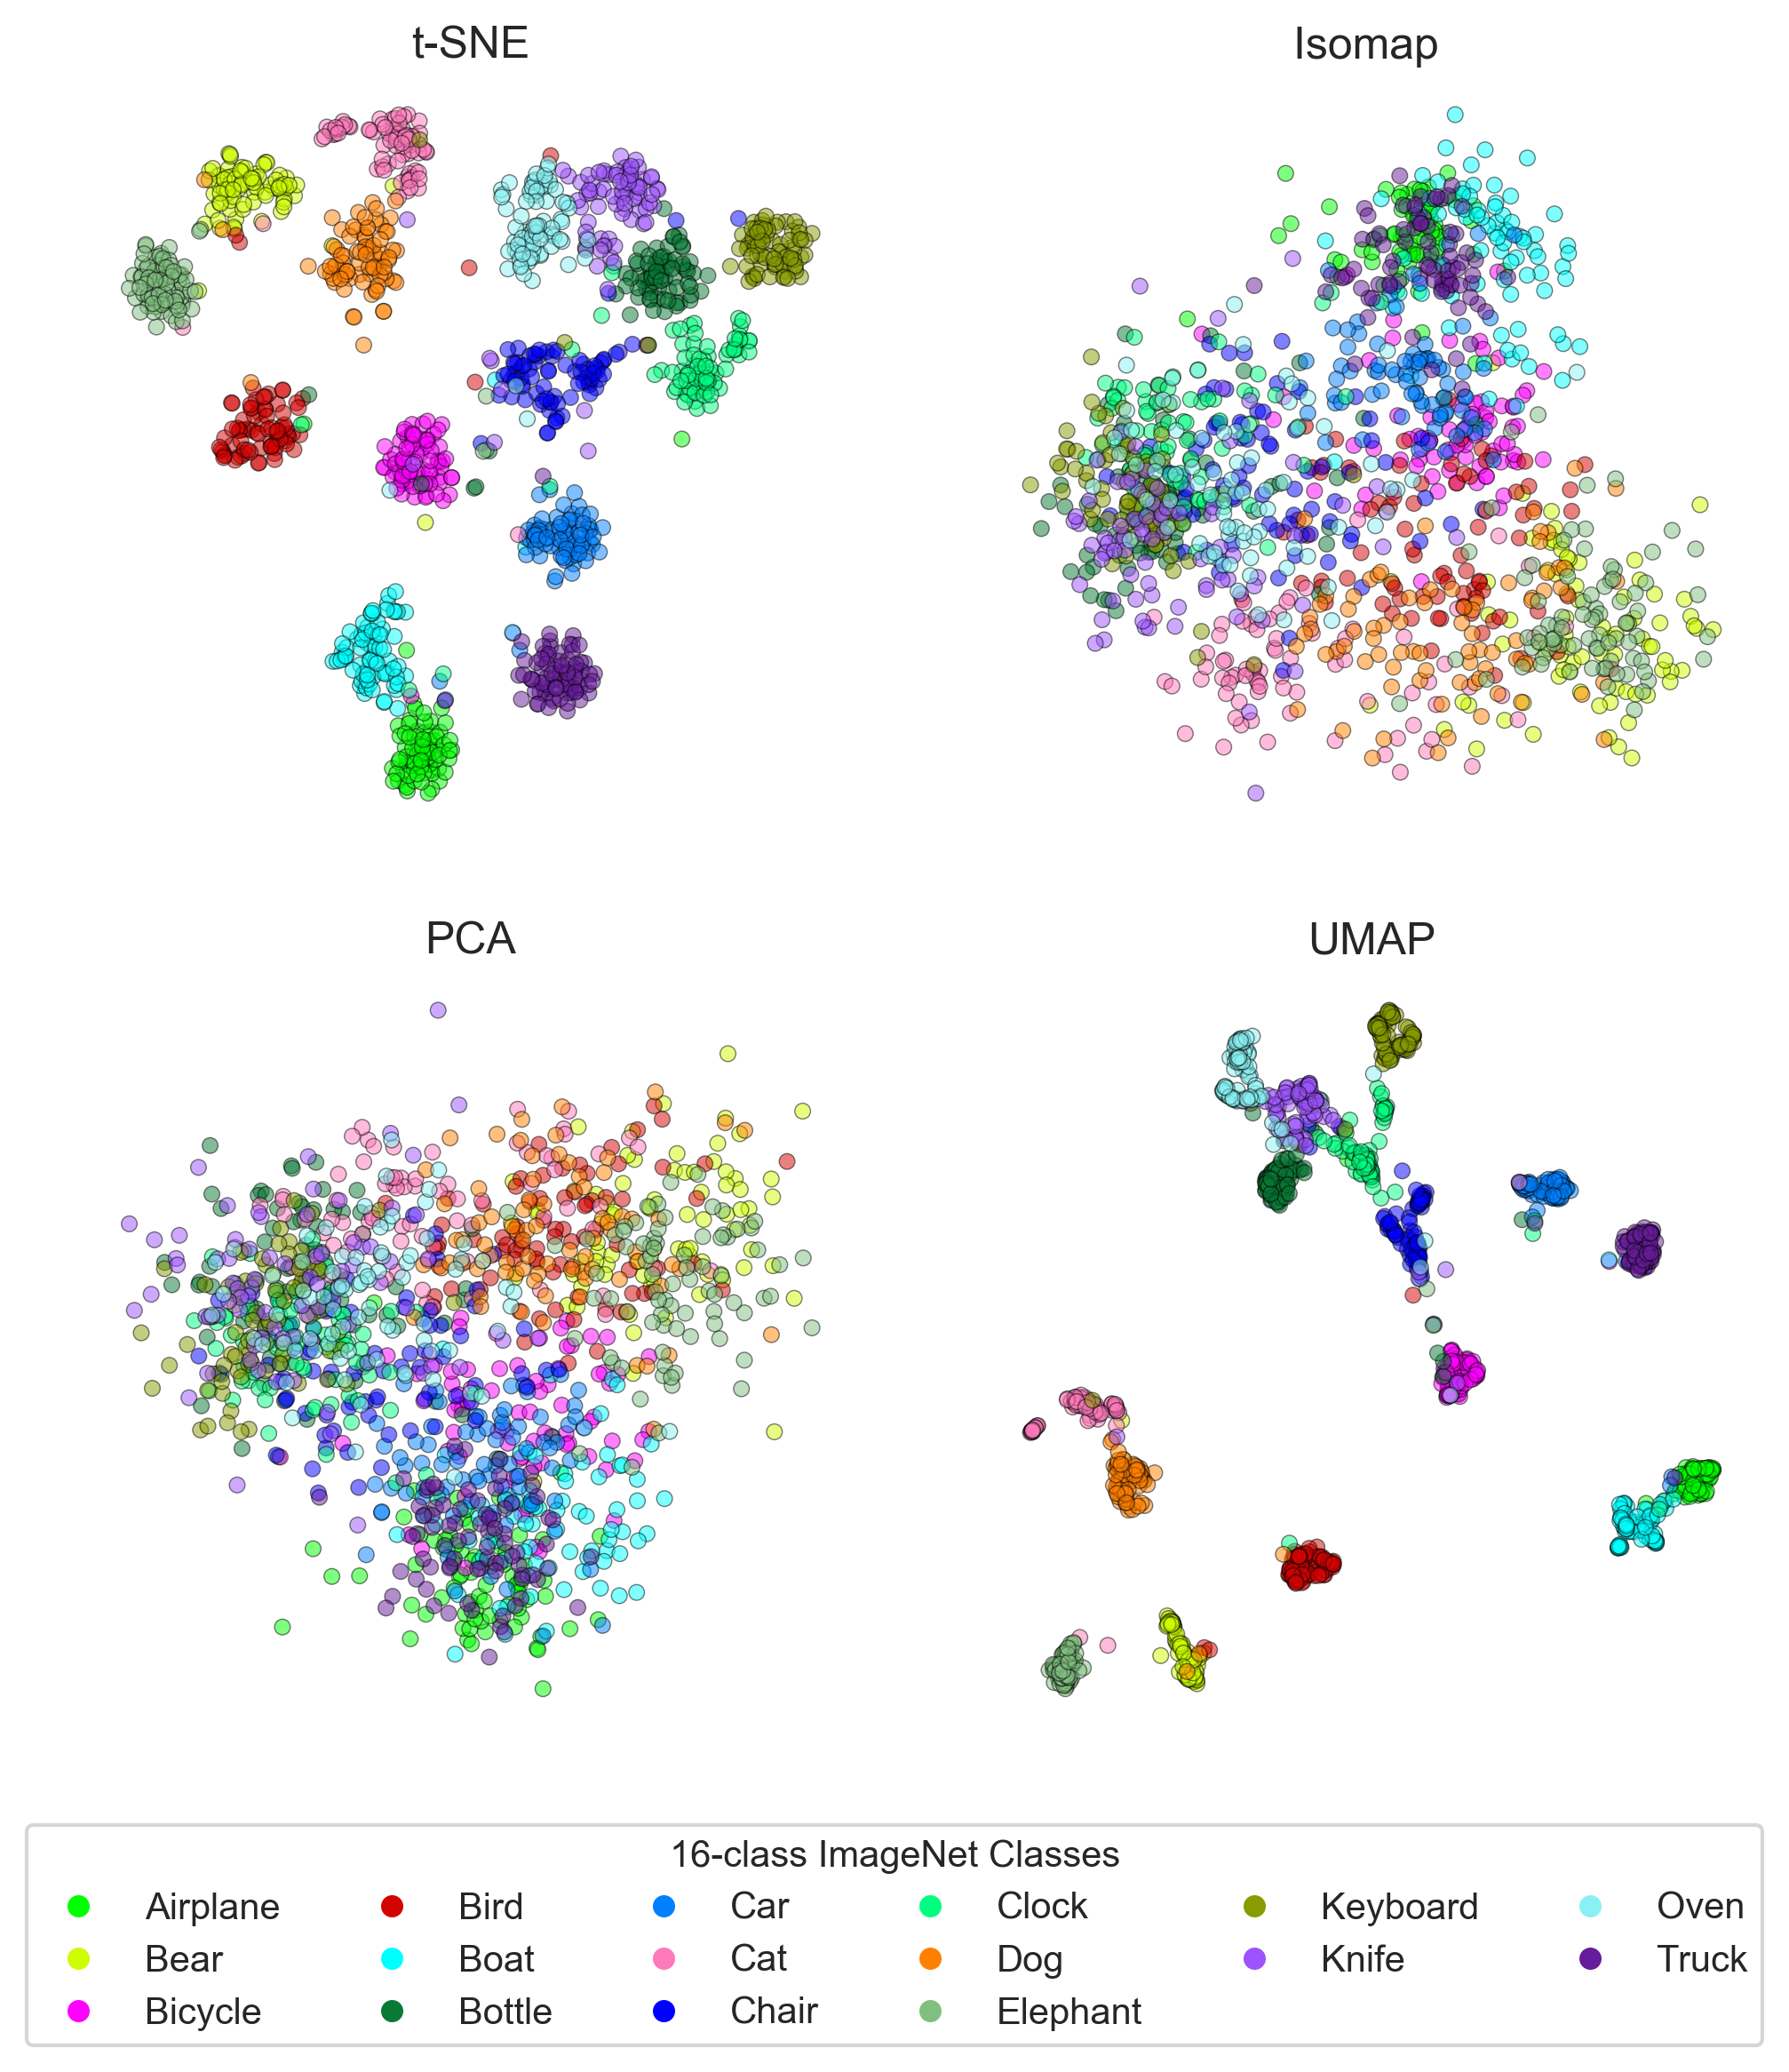 t-SNE
Isomap
PCA
UMAP
16-class ImageNet Classes
Airplane Bird Car Clock Keyboard Oven
Bear Boat Cat Dog Knife Truck
Bicycle Bottle Chair Elephant